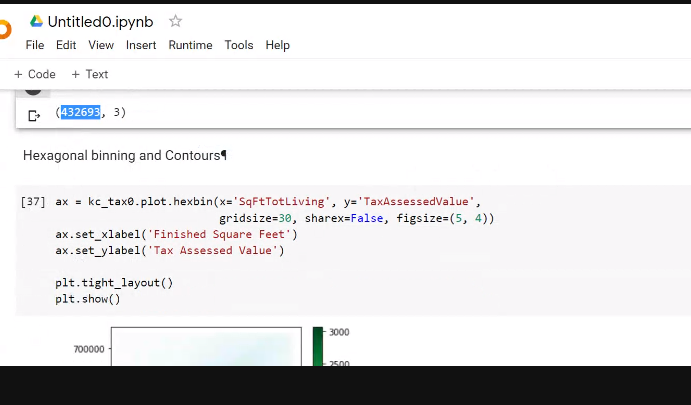 Untitled0.ipynb
File Edit View Insert Runtime Tools Help
+ Code + Text
(432693, 3)
Hexagonal binning and Contours¶
[37] ax = kc_tax0.plot.hexbin(x='SqFtTotLiving', y='TaxAssessedValue',
gridsize=30, sharex=False, figsize=(5, 4))
ax.set_xlabel('Finished Square Feet')
ax.set_ylabel('Tax Assessed Value')
plt.tight_layout()
plt.show()
3000
700000
2500